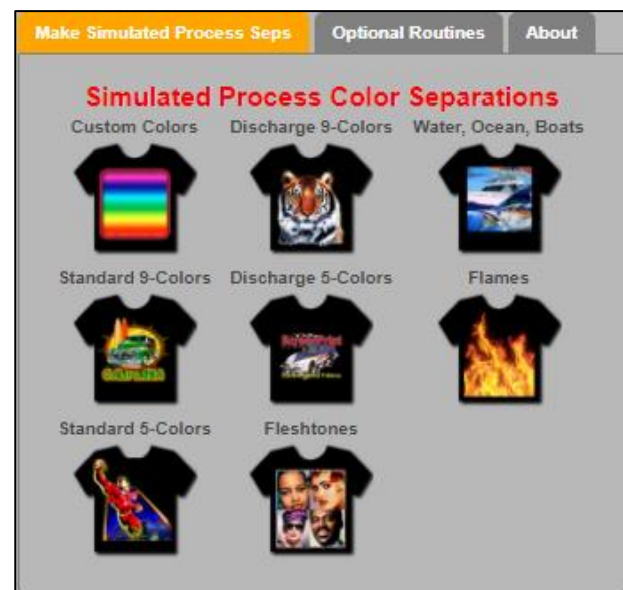 Make Simulated Process Seps Optional Routines About
Simulated Process Color Separations
Custom Colors Discharge 9-Colors Water, Ocean, Boats
Standard 9-Colors Discharge 5-Colors Flames
Standard 5-Colors Fleshtones